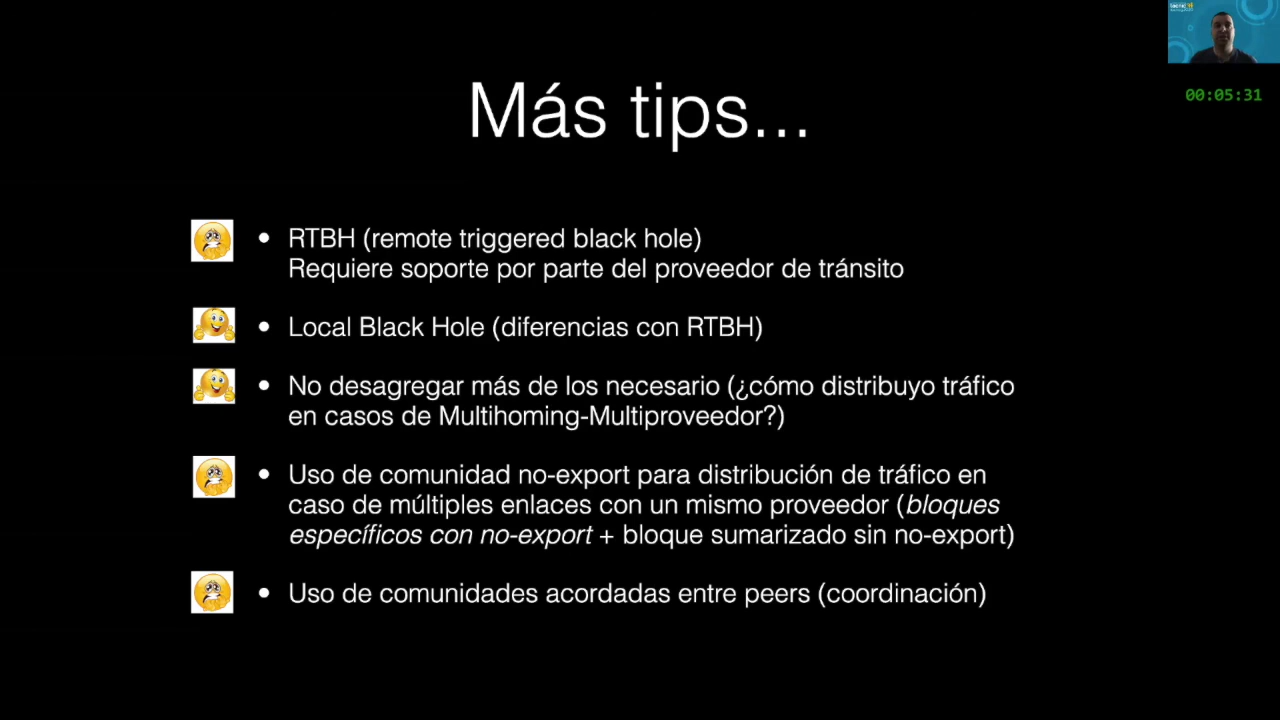 Más tips...
00:05:31
• RTBH (remote triggered black hole)
Requiere soporte por parte del proveedor de tránsito
• Local Black Hole (diferencias con RTBH)
• No desagregar más de los necesario (¿cómo distribuyo tráfico
en casos de Multihoming-Multiproveedor?)
• Uso de comunidad no-export para distribución de tráfico en
caso de múltiples enlaces con un mismo proveedor (bloques
específicos con no-export + bloque sumarizado sin no-export)
• Uso de comunidades acordadas entre peers (coordinación)